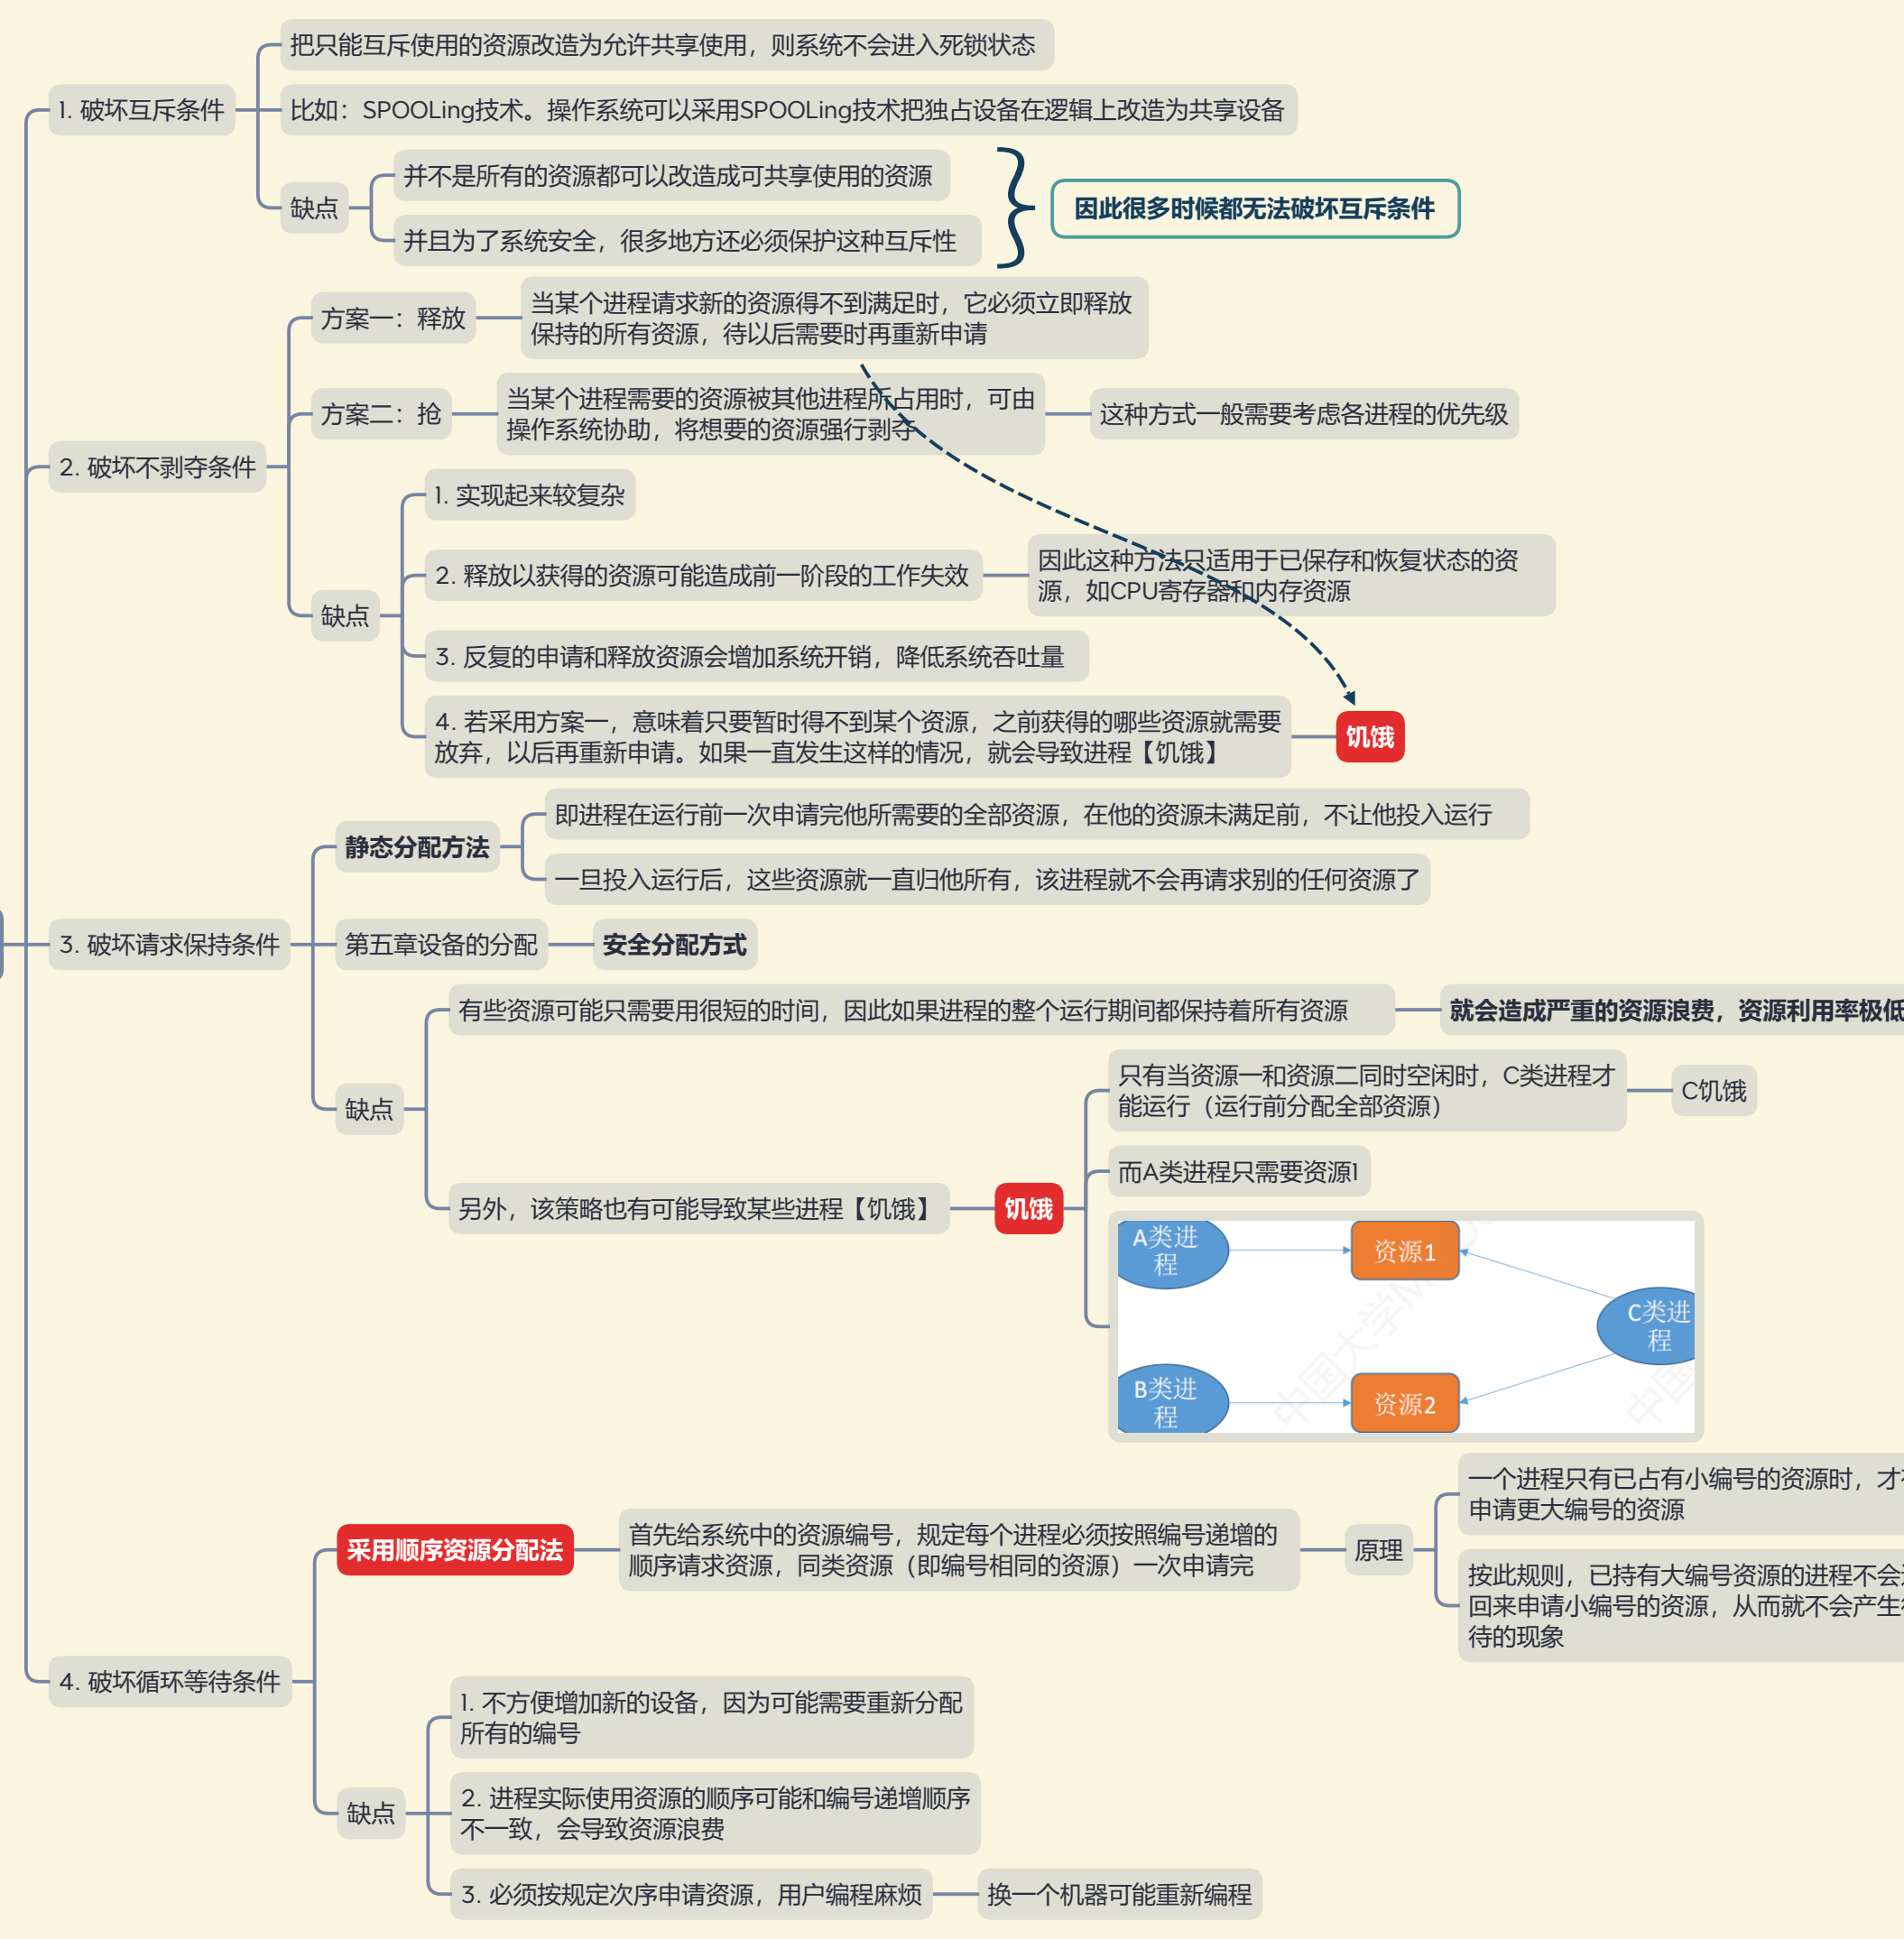 1. 破坏互斥条件
把只能互斥使用的资源改造为允许共享使用，则系统不会进入死锁状态
比如：SPOOLing技术。操作系统可以采用SPOOLing技术把独占设备在逻辑上改造为共享设备
缺点
并不是所有的资源都可以改造成可共享使用的资源
并且为了系统安全，很多地方还必须保护这种互斥性
因此很多时候都无法破坏互斥条件
2. 破坏不剥夺条件
方案一：释放
当某个进程请求新的资源得不到满足时，它必须立即释放
保持的所有资源，待以后需要时再重新申请
方案二：抢
当某个进程需要的资源被其他进程所占用时，可由
操作系统协助，将想要的资源强行剥夺
这种方式一般需要考虑各进程的优先级
缺点
1. 实现起来较复杂
2. 释放以获得的资源可能造成前一阶段的工作失效
因此这种方法只适用于已保存和恢复状态的资
源，如CPU寄存器和内存资源
3. 反复的申请和释放资源会增加系统开销，降低系统吞吐量
4. 若采用方案一，意味着只要暂时得不到某个资源，之前获得的哪些资源就需要
放弃，以后再重新申请。如果一直发生这样的情况，就会导致进程【饥饿】
饥饿
3. 破坏请求保持条件
静态分配方法
即进程在运行前一次申请完他所需要的全部资源，在他的资源未满足前，不让他投入运行
一旦投入运行后，这些资源就一直归他所有，该进程就不会再请求别的任何资源了
第五章设备的分配
安全分配方式
缺点
有些资源可能只需要用很短的时间，因此如果进程的整个运行期间都保持着所有资源
就会造成严重的资源浪费，资源利用率极低
另外，该策略也有可能导致某些进程【饥饿】
饥饿
只有当资源一和资源二同时空闲时，C类进程才
能运行（运行前分配全部资源）
C饥饿
而A类进程只需要资源1
A类进
程
资源1
C类进
程
B类进
程
资源2
中国大学M
中国
4. 破坏循环等待条件
采用顺序资源分配法
首先给系统中的资源编号，规定每个进程必须按照编号递增的
顺序请求资源，同类资源（即编号相同的资源）一次申请完
原理
一个进程只有已占有小编号的资源时，才
申请更大编号的资源
按此规则，已持有大编号资源的进程不会
回来申请小编号的资源，从而就不会产生
待的现象
缺点
1. 不方便增加新的设备，因为可能需要重新分配
所有的编号
2. 进程实际使用资源的顺序可能和编号递增顺序
不一致，会导致资源浪费
3. 必须按规定次序申请资源，用户编程麻烦
换一个机器可能重新编程